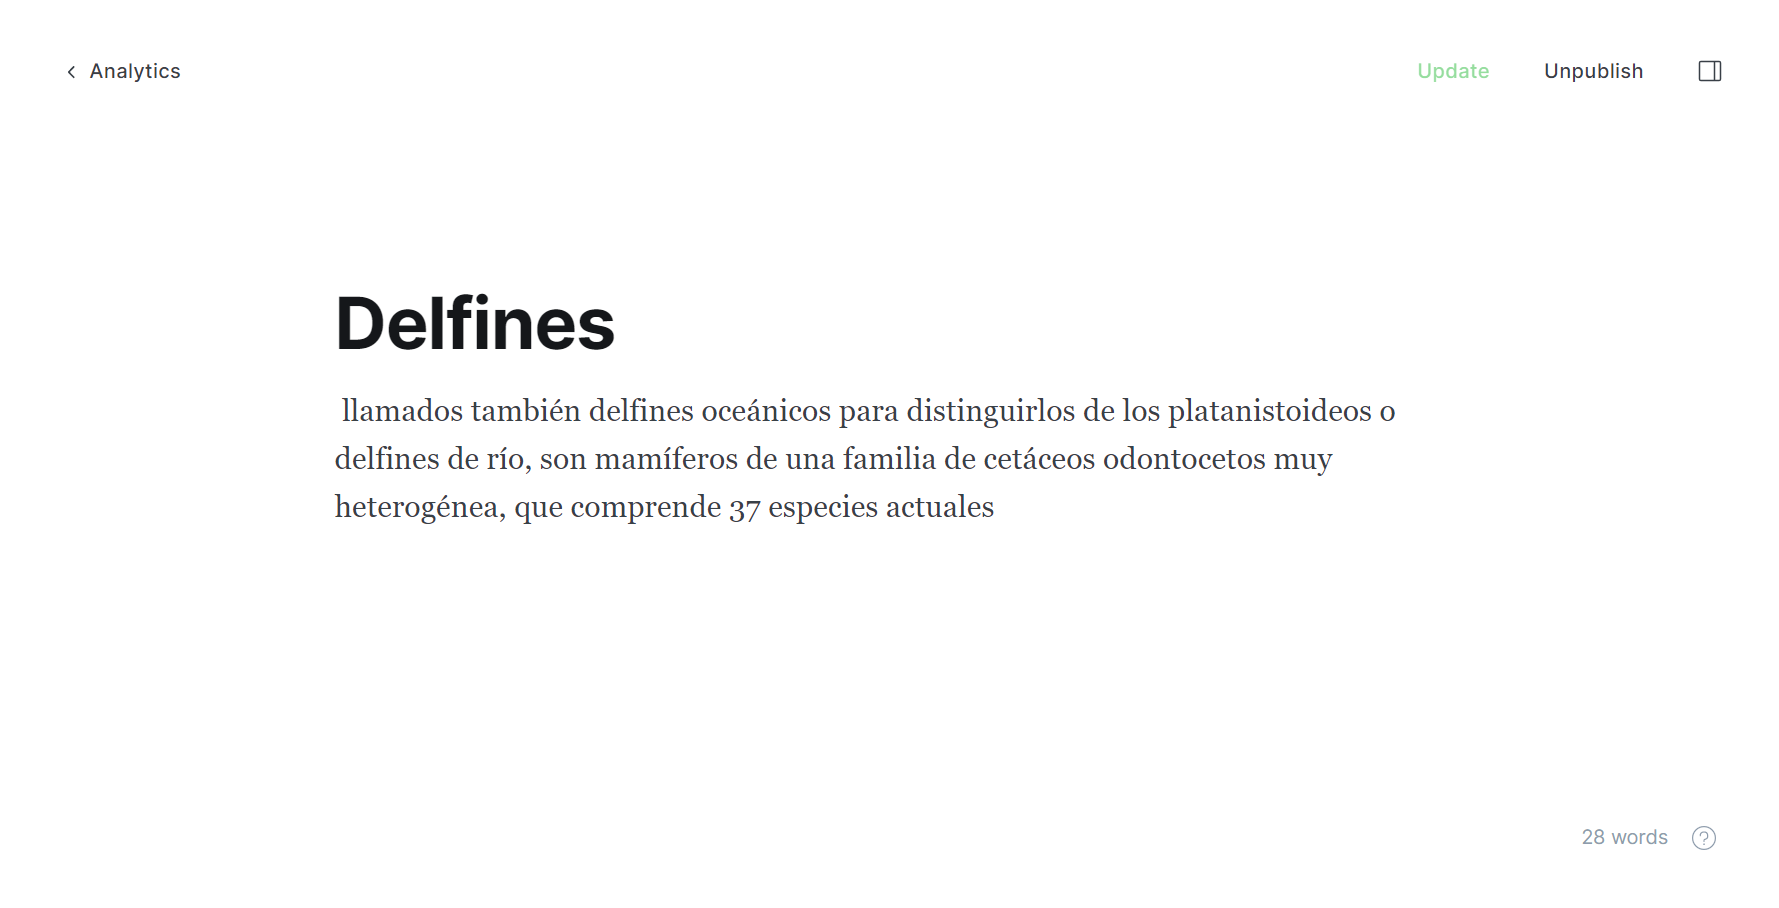 Analytics
Update
Unpublish
Delfines
llamados también delfines oceánicos para distinguirlos de los platanistoideos o
delfines de río, son mamíferos de una familia de cetáceos odontocetos muy
heterogénea, que comprende 37 especies actuales
28 words
?